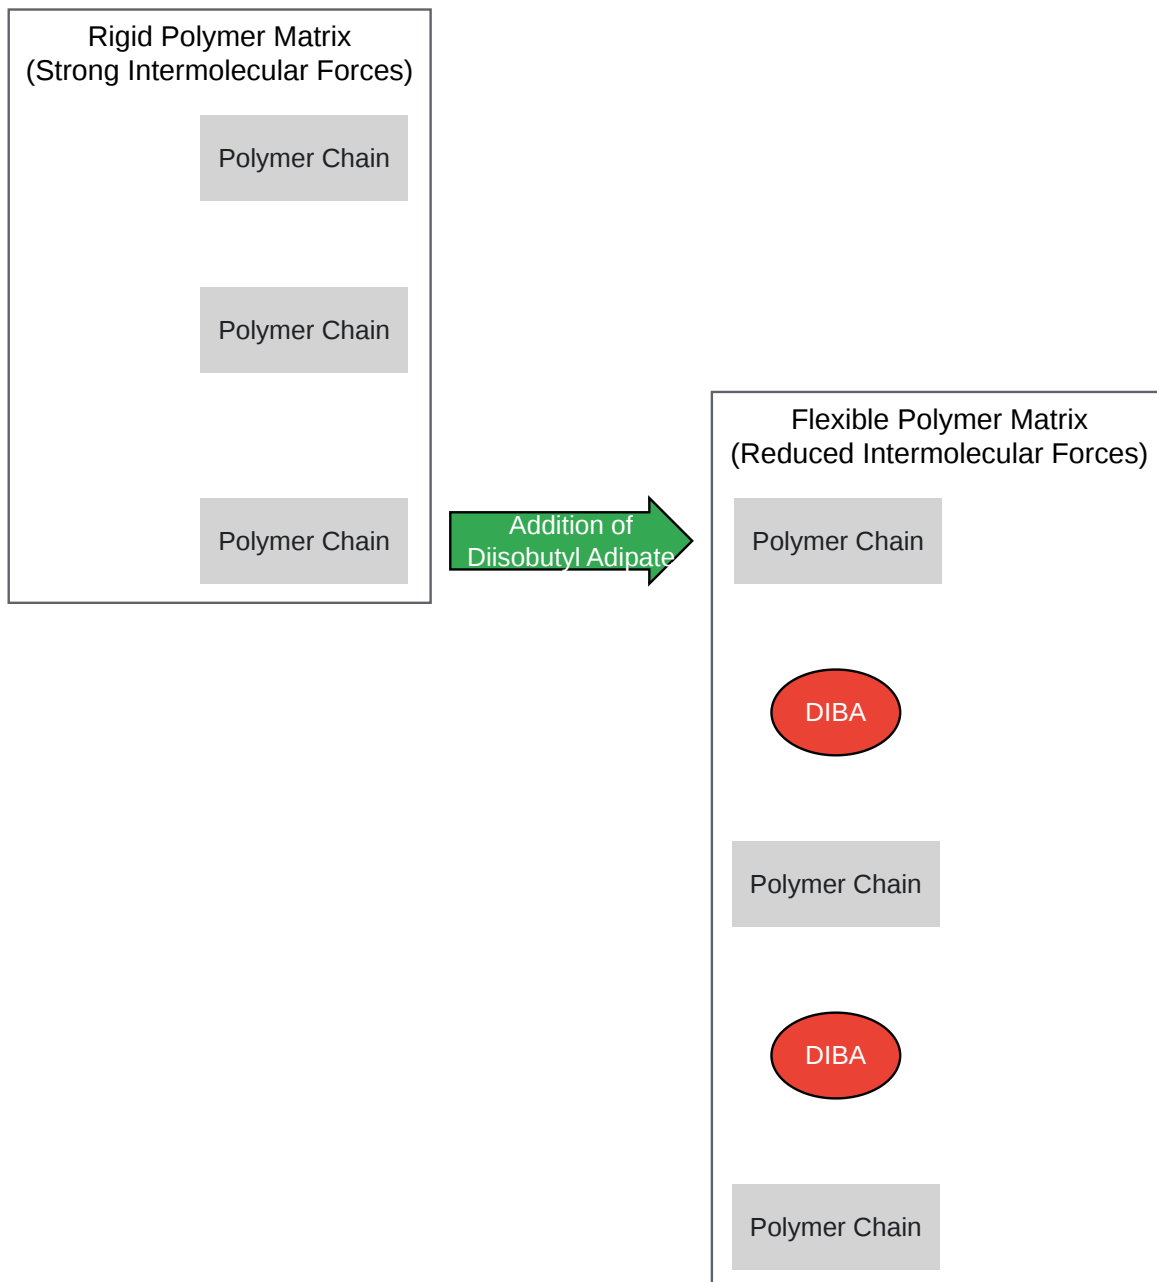 Rigid Polymer Matrix
(Strong Intermolecular Forces)
Polymer Chain
Polymer Chain
Polymer Chain
Addition of
Diisobutyl Adipate
Flexible Polymer Matrix
(Reduced Intermolecular Forces)
Polymer Chain
DIBA
Polymer Chain
DIBA
Polymer Chain